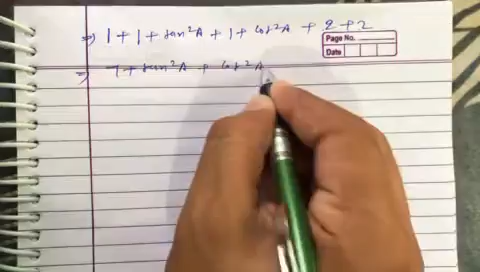 ⇒ 1 + 1 + tan²A + 1 + cot²A + 2 + 2
Page No.
Date
⇒ 7 + tan²A + cot²A